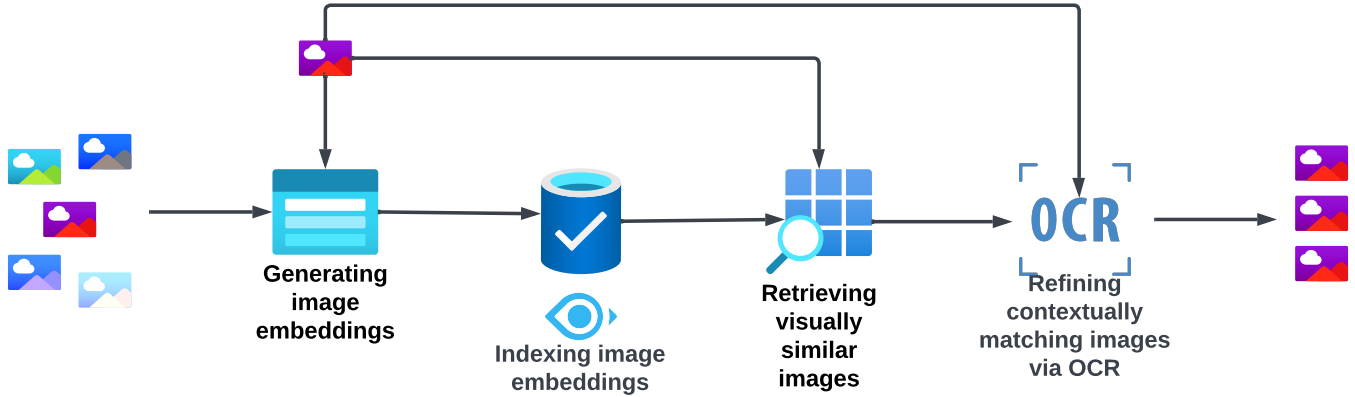 Generating
image
embeddings
Indexing image
embeddings
Retrieving
visually
similar
images
OCR
Refining
contextually
matching images
via OCR